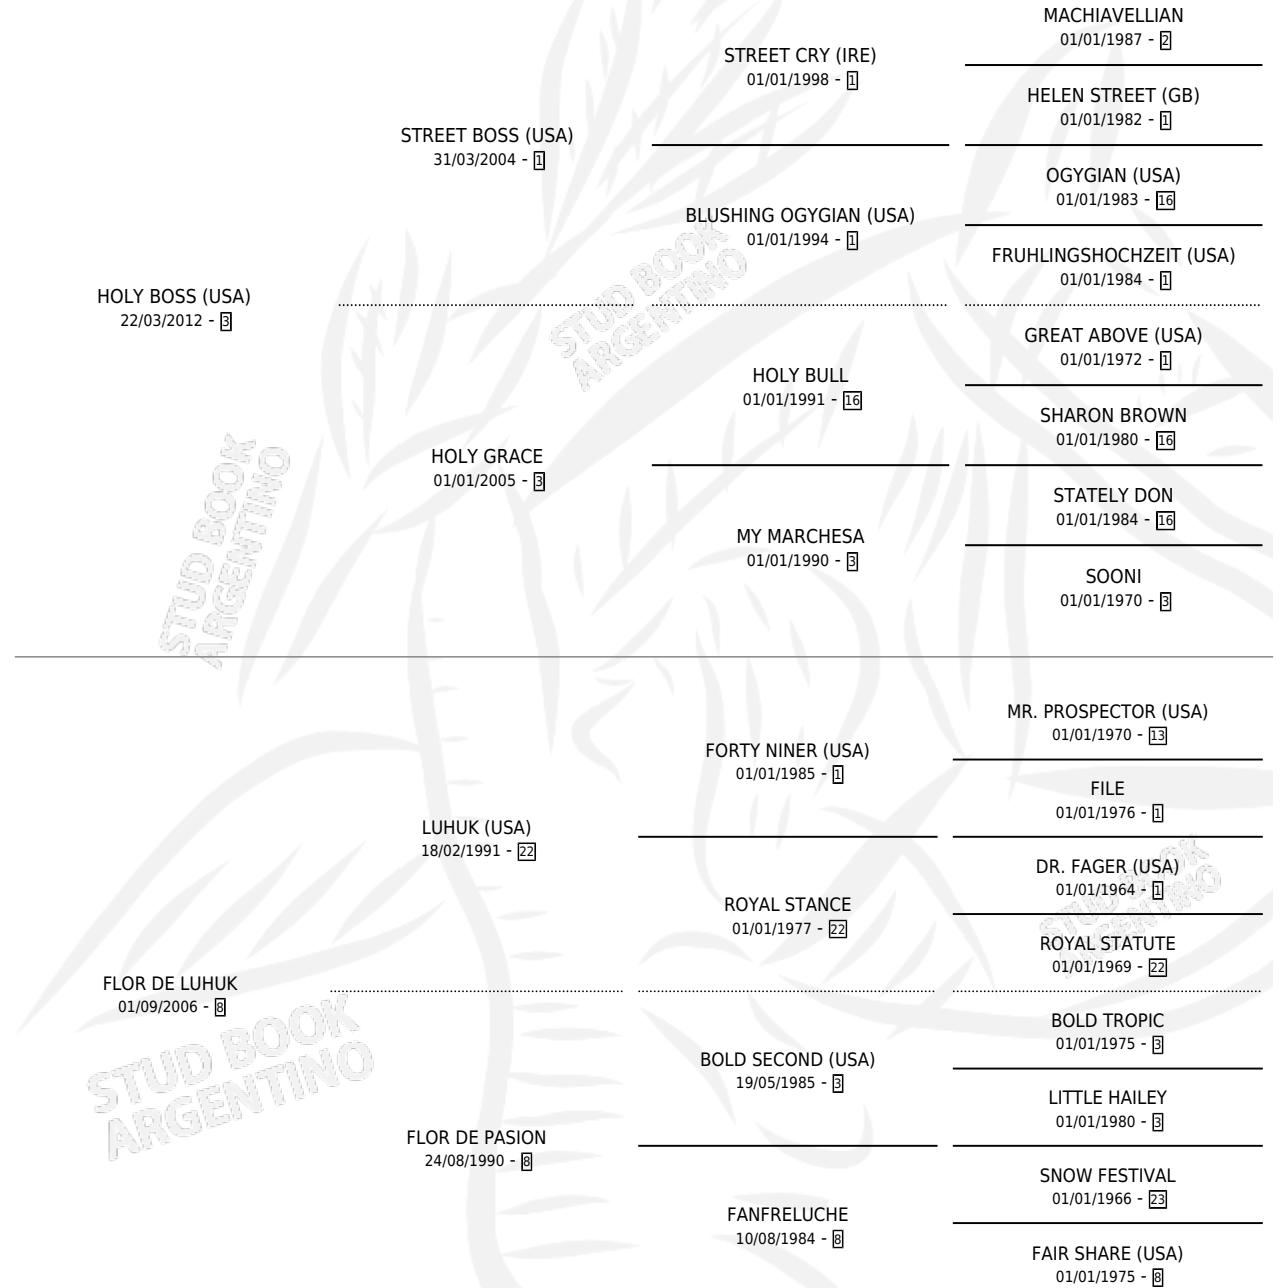 MACHIAVELLIAN
01/01/1987 - 2
STREET CRY (IRE)
01/01/1998 - 1
HELEN STREET (GB)
01/01/1982 - 1
STREET BOSS (USA)
31/03/2004 - 1
OGYGIAN (USA)
01/01/1983 - 16
BLUSHING OGYGIAN (USA)
01/01/1994 - 1
FRUHLINGSHOCHZEIT (USA)
01/01/1984 - 1
HOLY BOSS (USA)
22/03/2012 - 3
GREAT ABOVE (USA)
01/01/1972 - 1
HOLY BULL
01/01/1991 - 16
SHARON BROWN
01/01/1980 - 16
HOLY GRACE
01/01/2005 - 3
STATELY DON
01/01/1984 - 16
MY MARCHESA
01/01/1990 - 3
SOONI
01/01/1970 - 3
MR. PROSPECTOR (USA)
01/01/1970 - 13
FORTY NINER (USA)
01/01/1985 - 1
FILE
01/01/1976 - 1
LUHUK (USA)
18/02/1991 - 22
DR. FAGER (USA)
01/01/1964 - 1
ROYAL STANCE
01/01/1977 - 22
ROYAL STATUTE
01/01/1969 - 22
FLOR DE LUHUK
01/09/2006 - 8
BOLD TROPIC
01/01/1975 - 3
BOLD SECOND (USA)
19/05/1985 - 3
LITTLE HAILEY
01/01/1980 - 3
FLOR DE PASION
24/08/1990 - 8
SNOW FESTIVAL
01/01/1966 - 23
FANFRELUCHE
10/08/1984 - 8
FAIR SHARE (USA)
01/01/1975 - 8
STUD BOOK
ARGENTINO
STUD BOOK
ARGENTINO
STUD BOOK
ARGENTINO
STUD BOOK
ARGENTINO